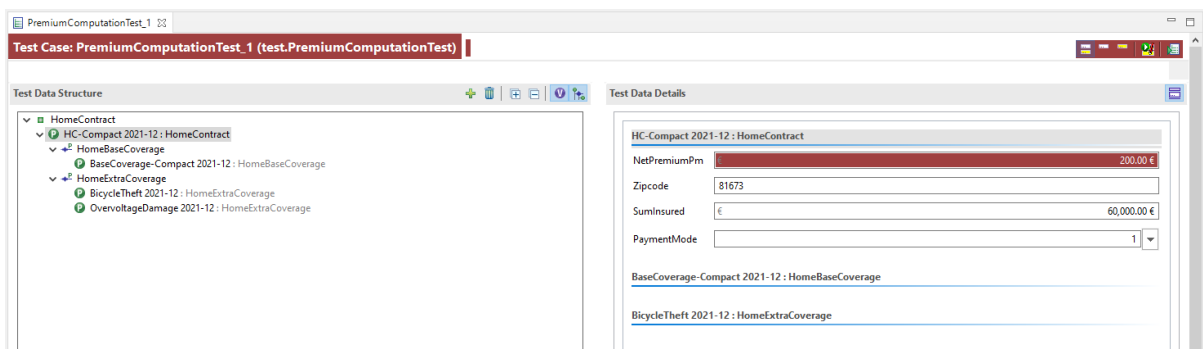 PremiumComputationTest_1
Test Case: PremiumComputationTest_1 (test.PremiumComputationTest)
Test Data Structure
HomeContract
HC-Compact 2021-12 : HomeContract
HomeBaseCoverage
BaseCoverage-Compact 2021-12 : HomeBaseCoverage
HomeExtraCoverage
BicycleTheft 2021-12 : HomeExtraCoverage
OvervoltageDamage 2021-12 : HomeExtraCoverage
Test Data Details
HC-Compact 2021-12 : HomeContract
NetPremiumPm € 200.00 €
Zipcode 81673
SumInsured € 60,000.00 €
PaymentMode 1
BaseCoverage-Compact 2021-12 : HomeBaseCoverage
BicycleTheft 2021-12 : HomeExtraCoverage